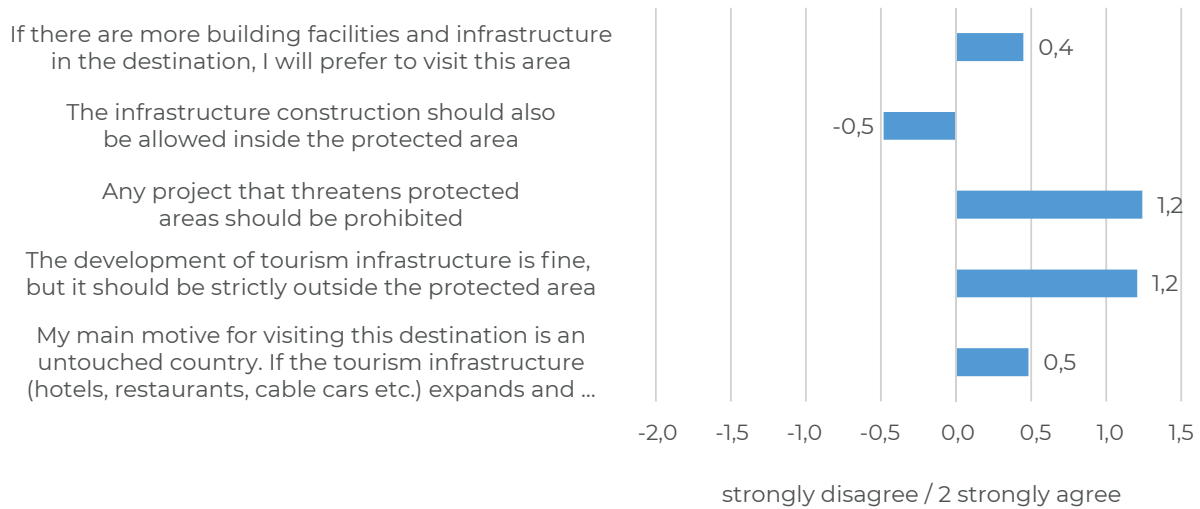 If there are more building facilities and infrastructure
in the destination, I will prefer to visit this area
0,4
The infrastructure construction should also
be allowed inside the protected area
-0,5
Any project that threatens protected
areas should be prohibited
1,2
The development of tourism infrastructure is fine,
but it should be strictly outside the protected area
1,2
My main motive for visiting this destination is an
untouched country. If the tourism infrastructure
(hotels, restaurants, cable cars etc.) expands and ...
0,5
-2,0 -1,5 -1,0 -0,5 0,0 0,5 1,0 1,5
strongly disagree / 2 strongly agree